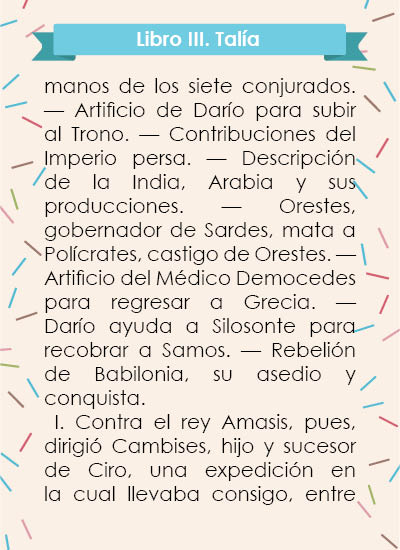 Libro III. Talía
manos de los siete conjurados.
— Artificio de Darío para subir
al Trono. — Contribuciones del
Imperio persa. — Descripción
de la India, Arabia y sus
producciones. — Orestes,
gobernador de Sardes, mata a
Polícrates, castigo de Orestes. —
Artificio del Médico Democedes
para regresar a Grecia. —
Darío ayuda a Silosonte para
recobrar a Samos. — Rebelión
de Babilonia, su asedio y
conquista.
I. Contra el rey Amasis, pues,
dirigió Cambises, hijo y sucesor
de Ciro, una expedición en
la cual llevaba consigo, entre